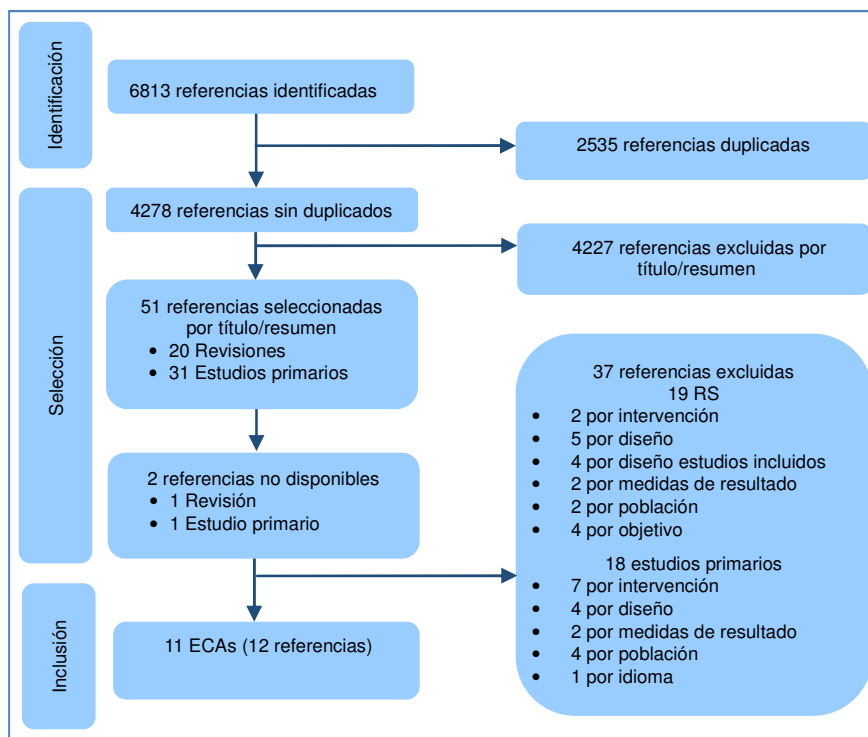 Identificación
6813 referencias identificadas
2535 referencias duplicadas
Selección
4278 referencias sin duplicados
4227 referencias excluidas por
título/resumen
51 referencias seleccionadas
por título/resumen
• 20 Revisiones
• 31 Estudios primarios
2 referencias no disponibles
• 1 Revisión
• 1 Estudio primario
37 referencias excluidas
19 RS
• 2 por intervención
• 5 por diseño
• 4 por diseño estudios incluidos
• 2 por medidas de resultado
• 2 por población
• 4 por objetivo
18 estudios primarios
• 7 por intervención
• 4 por diseño
• 2 por medidas de resultado
• 4 por población
• 1 por idioma
Inclusión
11 ECAs (12 referencias)